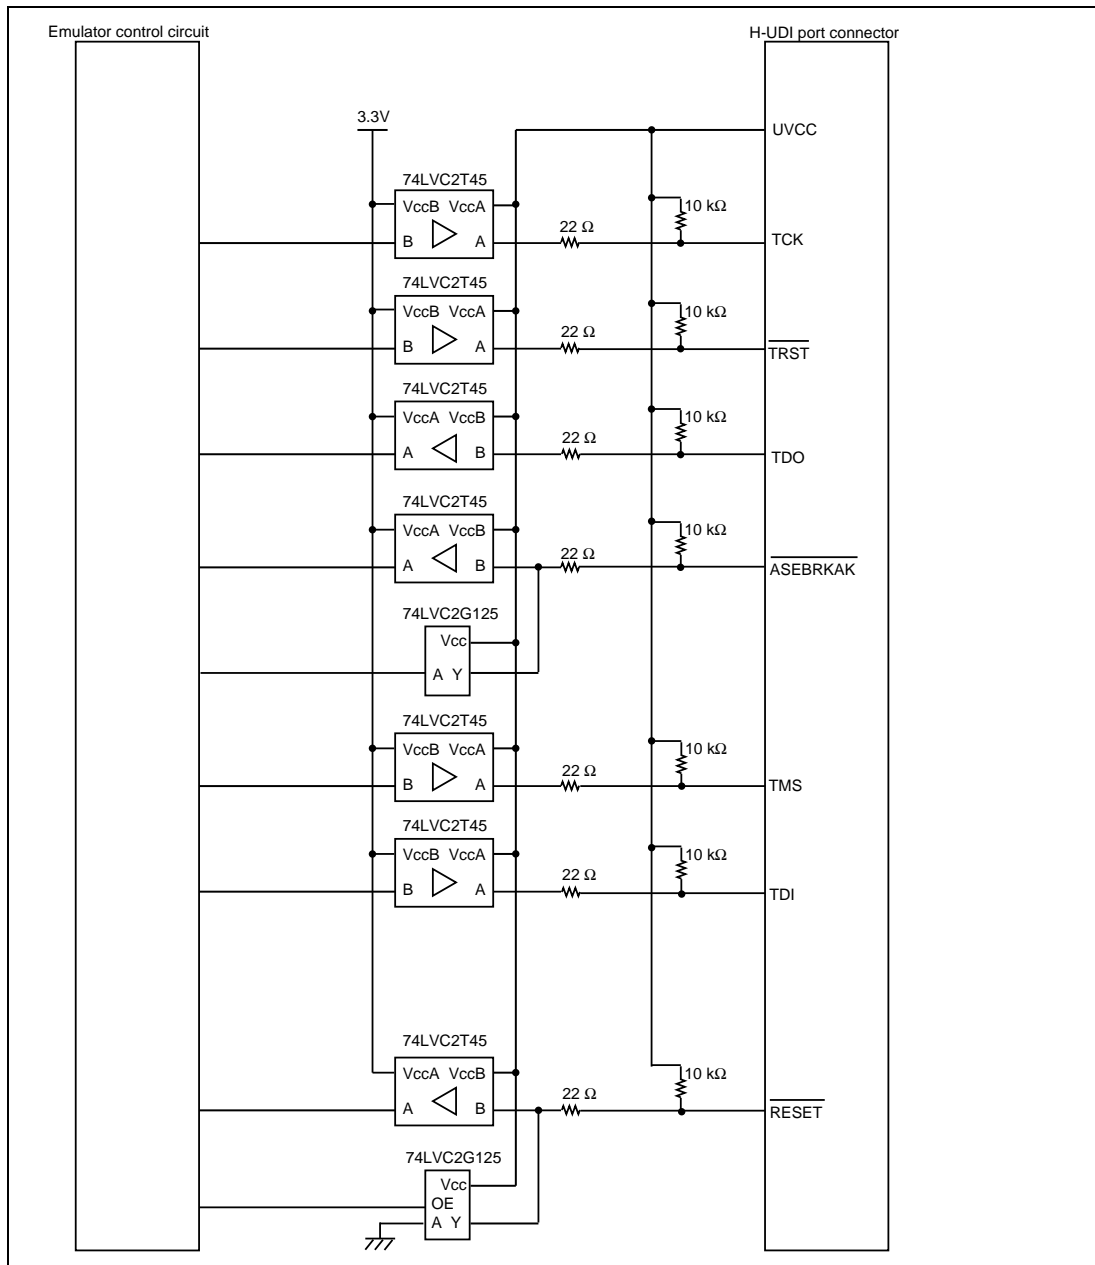 Emulator control circuit
H-UDI port connector
3.3V
UVCC
74LVC2T45
VccB VccA
B A
22 Ω
10 kΩ
TCK
74LVC2T45
VccB VccA
B A
22 Ω
10 kΩ
TRST
74LVC2T45
VccA VccB
A B
22 Ω
10 kΩ
TDO
74LVC2T45
VccA VccB
A B
22 Ω
10 kΩ
ASEBRKAK
74LVC2G125
Vcc
A Y
74LVC2T45
VccB VccA
B A
22 Ω
10 kΩ
TMS
74LVC2T45
VccB VccA
B A
22 Ω
10 kΩ
TDI
74LVC2T45
VccA VccB
A B
22 Ω
10 kΩ
RESET
74LVC2G125
Vcc
OE
A Y